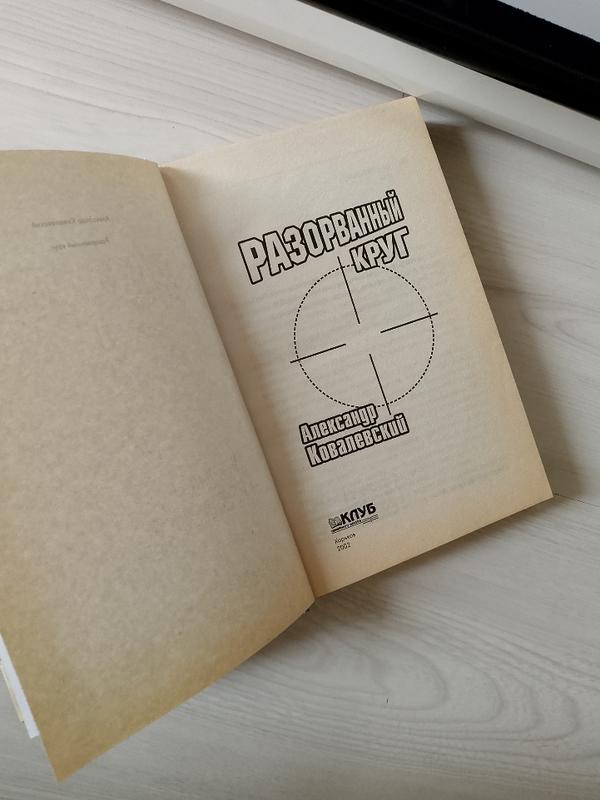 РАЗОРВАННЫЙ
КРУГ
Александр
Ковалевский
КЛУБ
Харьков
2002